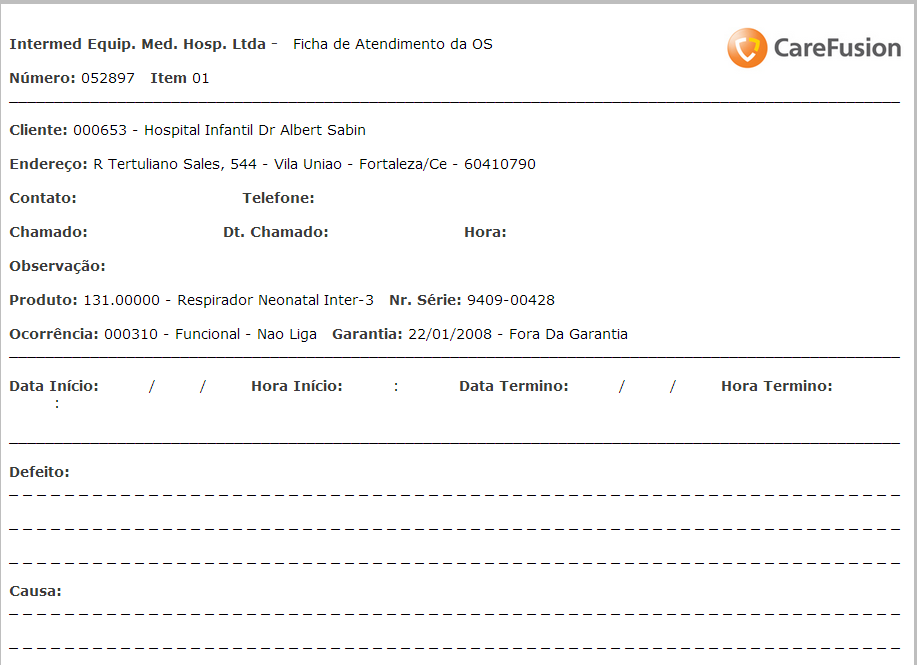 Intermed Equip. Med. Hosp. Ltda - Ficha de Atendimento da OS
CareFusion
Número: 052897 Item 01
Cliente: 000653 - Hospital Infantil Dr Albert Sabin
Endereço: R Tertuliano Sales, 544 - Vila Uniao - Fortaleza/Ce - 60410790
Contato: Telefone:
Chamado: Dt. Chamado: Hora:
Observação:
Produto: 131.00000 - Respirador Neonatal Inter-3 Nr. Série: 9409-00428
Ocorrência: 000310 - Funcional - Nao Liga Garantia: 22/01/2008 - Fora Da Garantia
Data Início: / / Hora Início: : Data Termino: / / Hora Termino:
:
Defeito:
Causa: